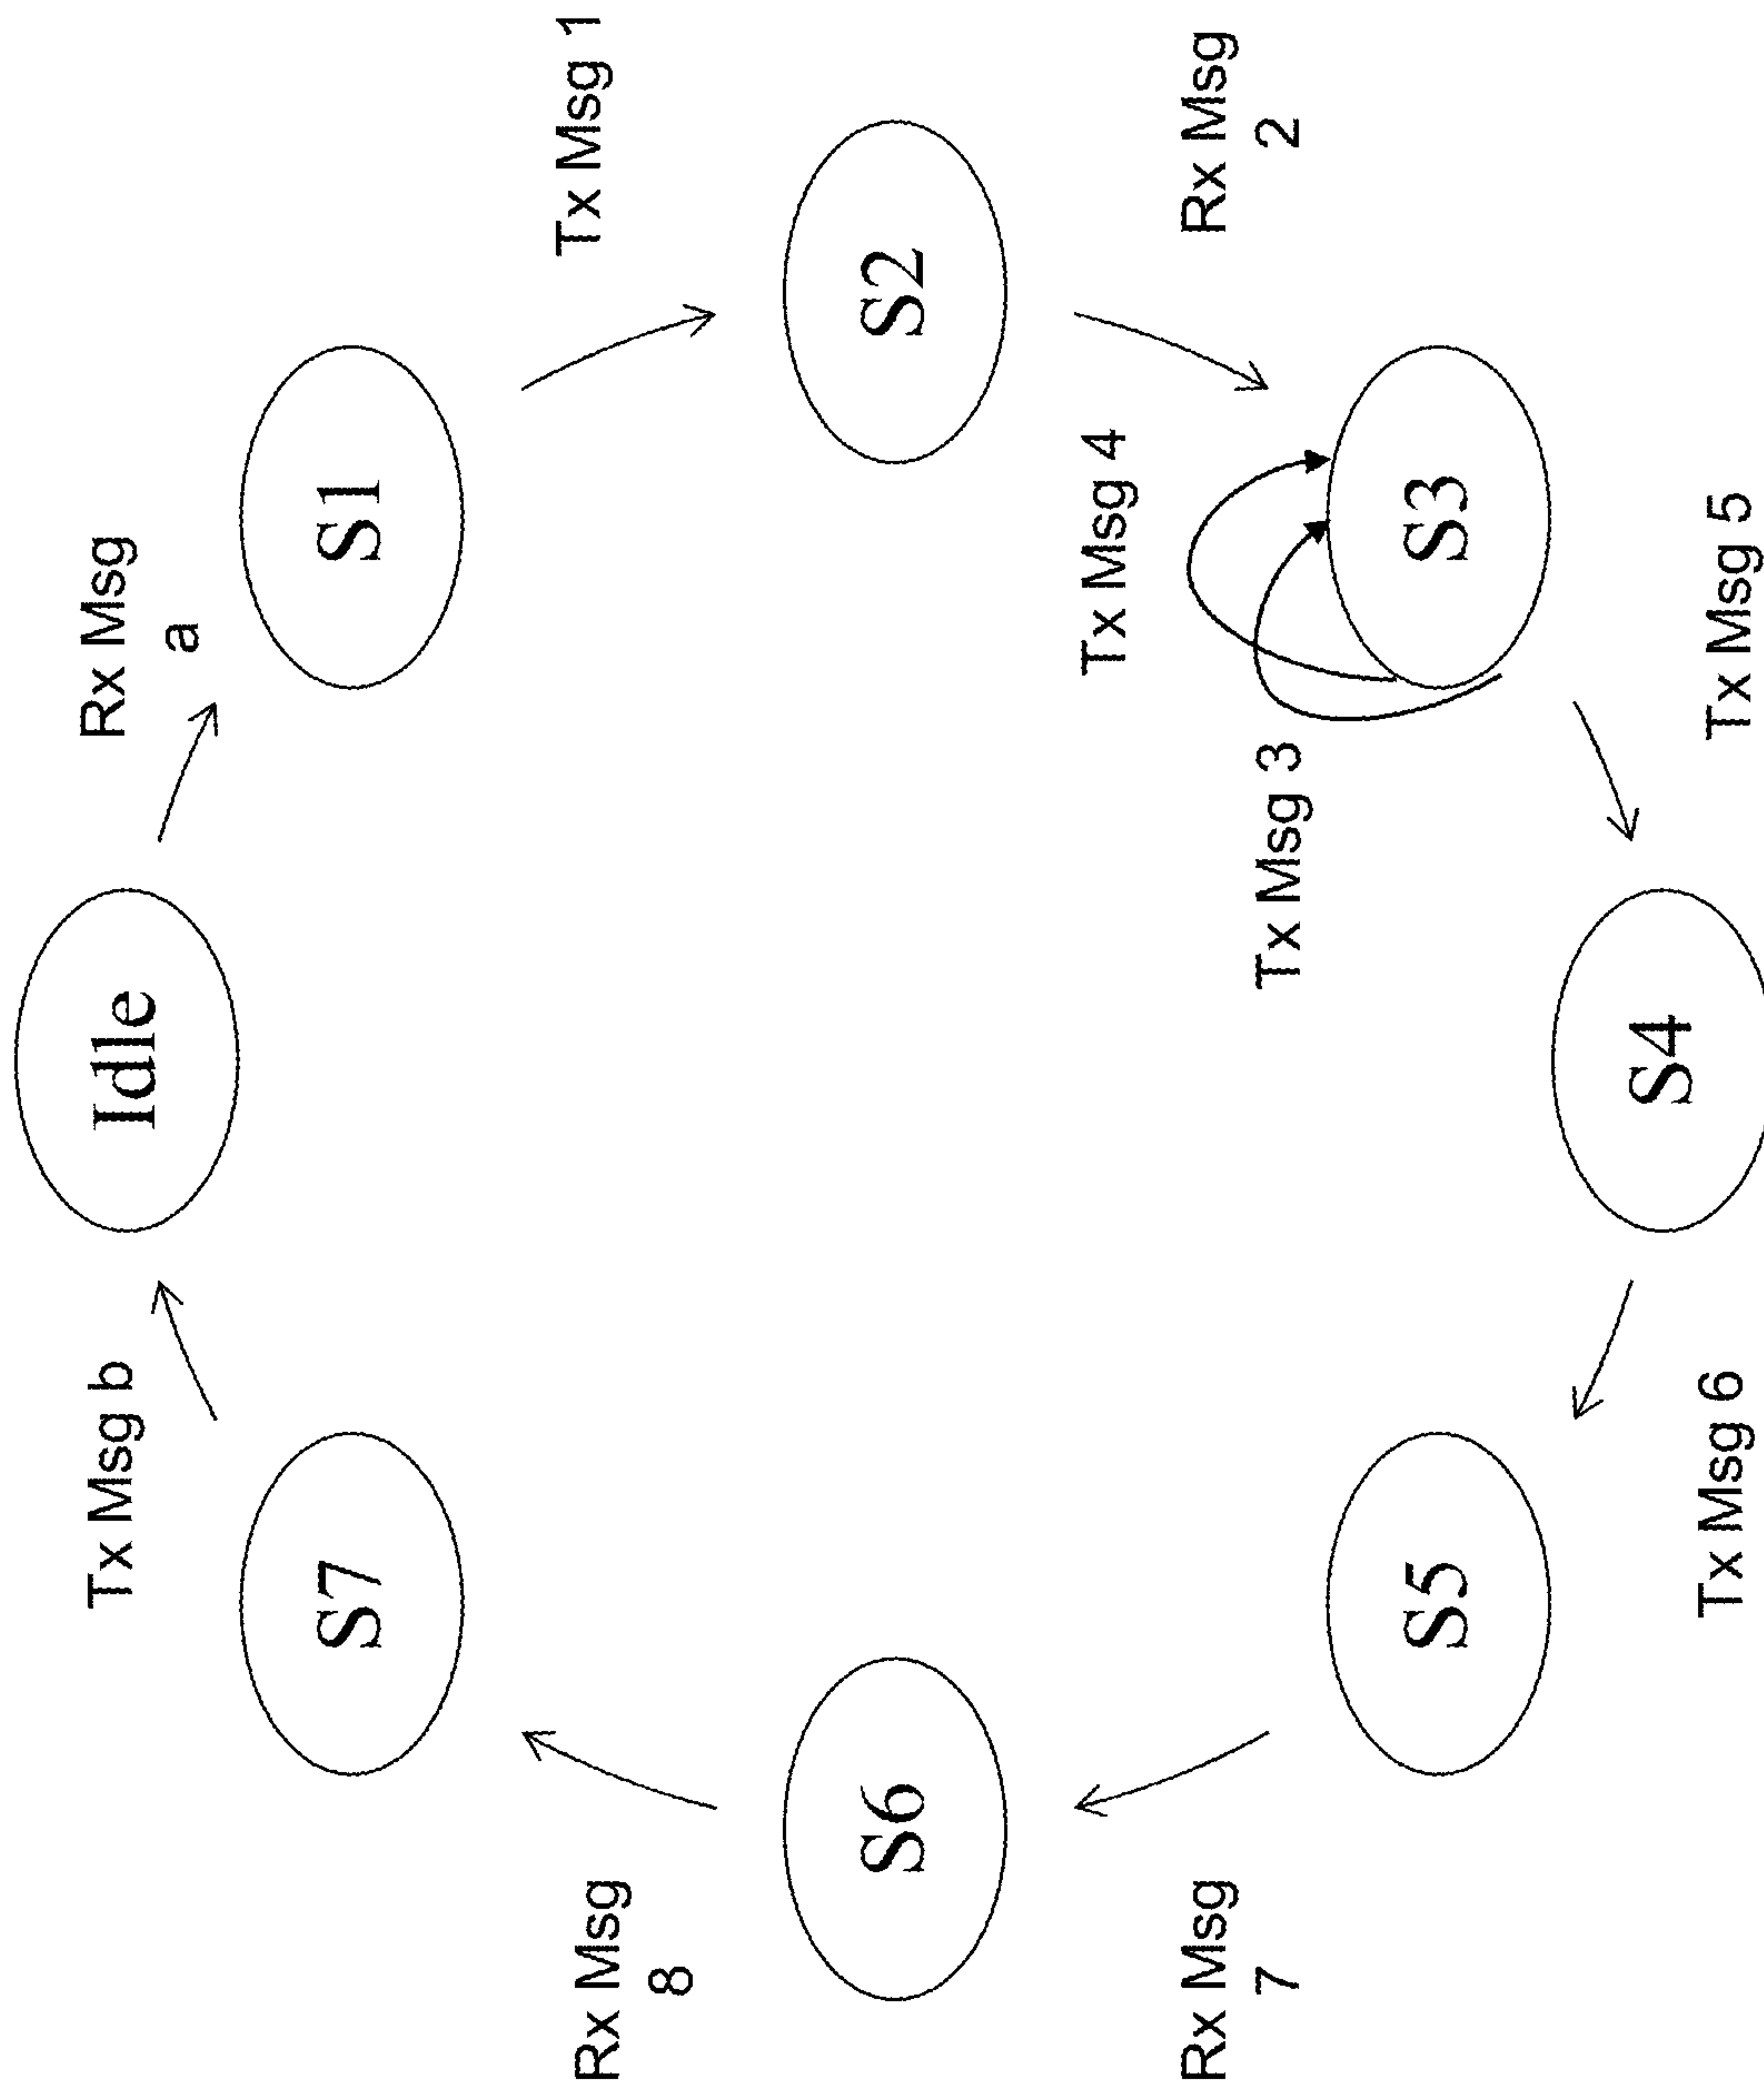 Idle
Rx Msg
a
S1
Tx Msg 1
S2
Rx Msg
2
S3
Tx Msg 3
Tx Msg 4
Tx Msg 5
S4
Tx Msg 6
S5
Rx Msg
7
S6
Rx Msg
8
S7
Tx Msg b